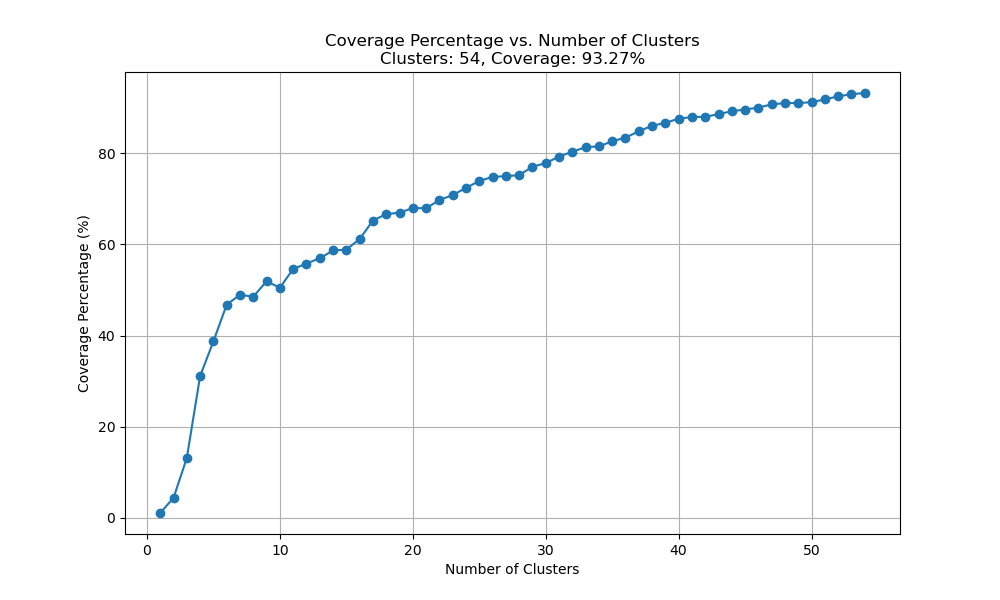 Coverage Percentage vs. Number of Clusters
Clusters: 54, Coverage: 93.27%
Coverage Percentage (%)
80
60
40
20
0
0 10 20 30 40 50
Number of Clusters